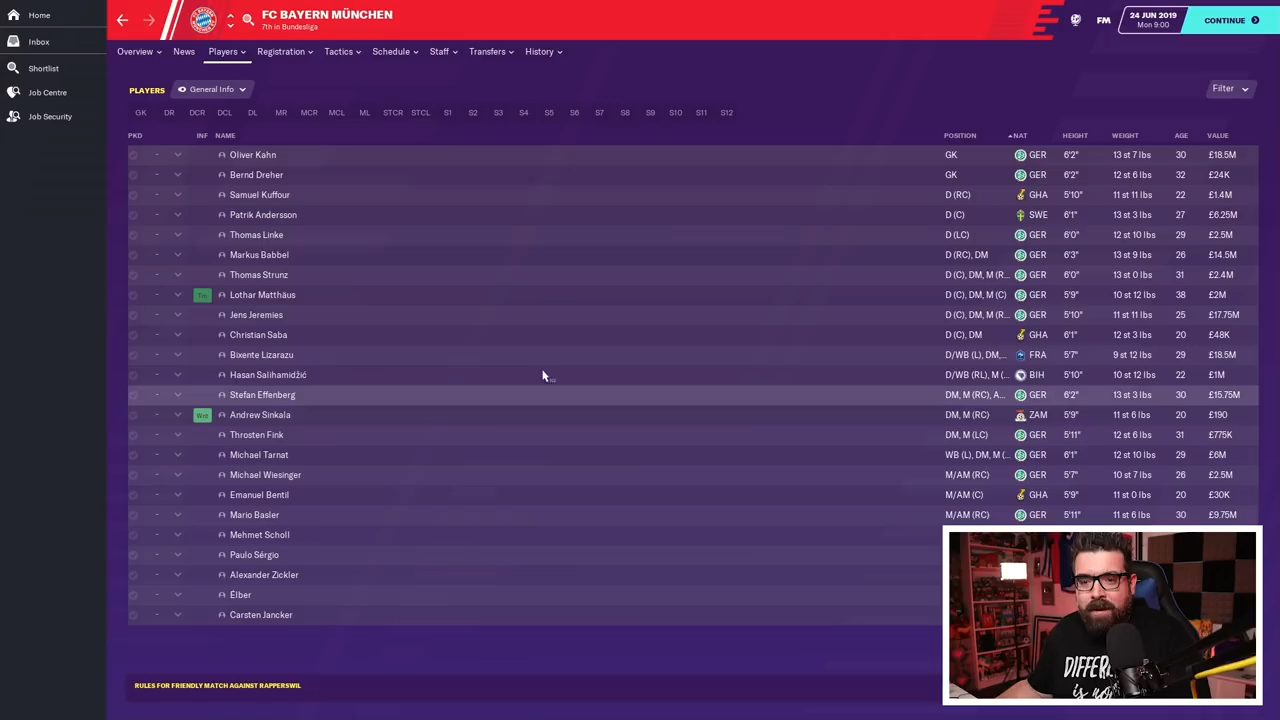 Home
Inbox
Shortlist
Job Centre
Job Security
FC BAYERN MÜNCHEN
7th in Bundesliga
FM
24 JUN 2019
Mon 9:00
CONTINUE
Overview News Players Registration Tactics Schedule Staff Transfers History
PLAYERS General Info Filter
GK DR DCR DCL DL MR MCR MCL ML STCR STCL S1 S2 S3 S4 S5 S6 S7 S8 S9 S10 S11 S12
PKD INF NAME POSITION NAT HEIGHT WEIGHT AGE VALUE
- Oliver Kahn GK GER 6'2" 13 st 7 lbs 30 £18.5M
- Bernd Dreher GK GER 6'2" 12 st 6 lbs 32 £24K
- Samuel Kuffour D (RC) GHA 5'10" 11 st 11 lbs 22 £1.4M
- Patrik Andersson D (C) SWE 6'1" 13 st 3 lbs 27 £6.25M
- Thomas Linke D (LC) GER 6'0" 12 st 10 lbs 29 £2.5M
- Markus Babbel D (RC), DM GER 6'3" 13 st 9 lbs 26 £14.5M
- Thomas Strunz D (C), DM, M (R... GER 6'0" 13 st 0 lbs 31 £2.4M
- Trn Lothar Matthäus D (C), DM, M (C) GER 5'9" 10 st 12 lbs 38 £2M
- Jens Jeremies D (C), DM, M (R... GER 5'10" 11 st 11 lbs 25 £17.75M
- Christian Saba D (C), DM GHA 6'1" 12 st 3 lbs 20 £48K
- Bixente Lizarazu D/WB (L), DM,... FRA 5'7" 9 st 12 lbs 29 £18.5M
- Hasan Salihamidžić D/WB (RL), M (... BIH 5'10" 10 st 12 lbs 22 £1M
- Stefan Effenberg DM, M (RC), A... GER 6'2" 13 st 3 lbs 30 £15.75M
- Wnt Andrew Sinkala DM, M (RC) ZAM 5'9" 11 st 6 lbs 20 £190
- Throsten Fink DM, M (LC) GER 5'11" 12 st 6 lbs 31 £775K
- Michael Tarnat WB (L), DM, M (... GER 6'1" 12 st 10 lbs 29 £6M
- Michael Wiesinger M/AM (RC) GER 5'7" 10 st 7 lbs 26 £2.5M
- Emanuel Bentil M/AM (C) GHA 5'9" 11 st 0 lbs 20 £30K
- Mario Basler M/AM (RC) GER 5'11" 11 st 6 lbs 30 £9.75M
- Mehmet Scholl
- Paulo Sérgio
- Alexander Zickler
- Élber
- Carsten Jancker
RULES FOR FRIENDLY MATCH AGAINST RAPPERSWIL
DIFFER
is no